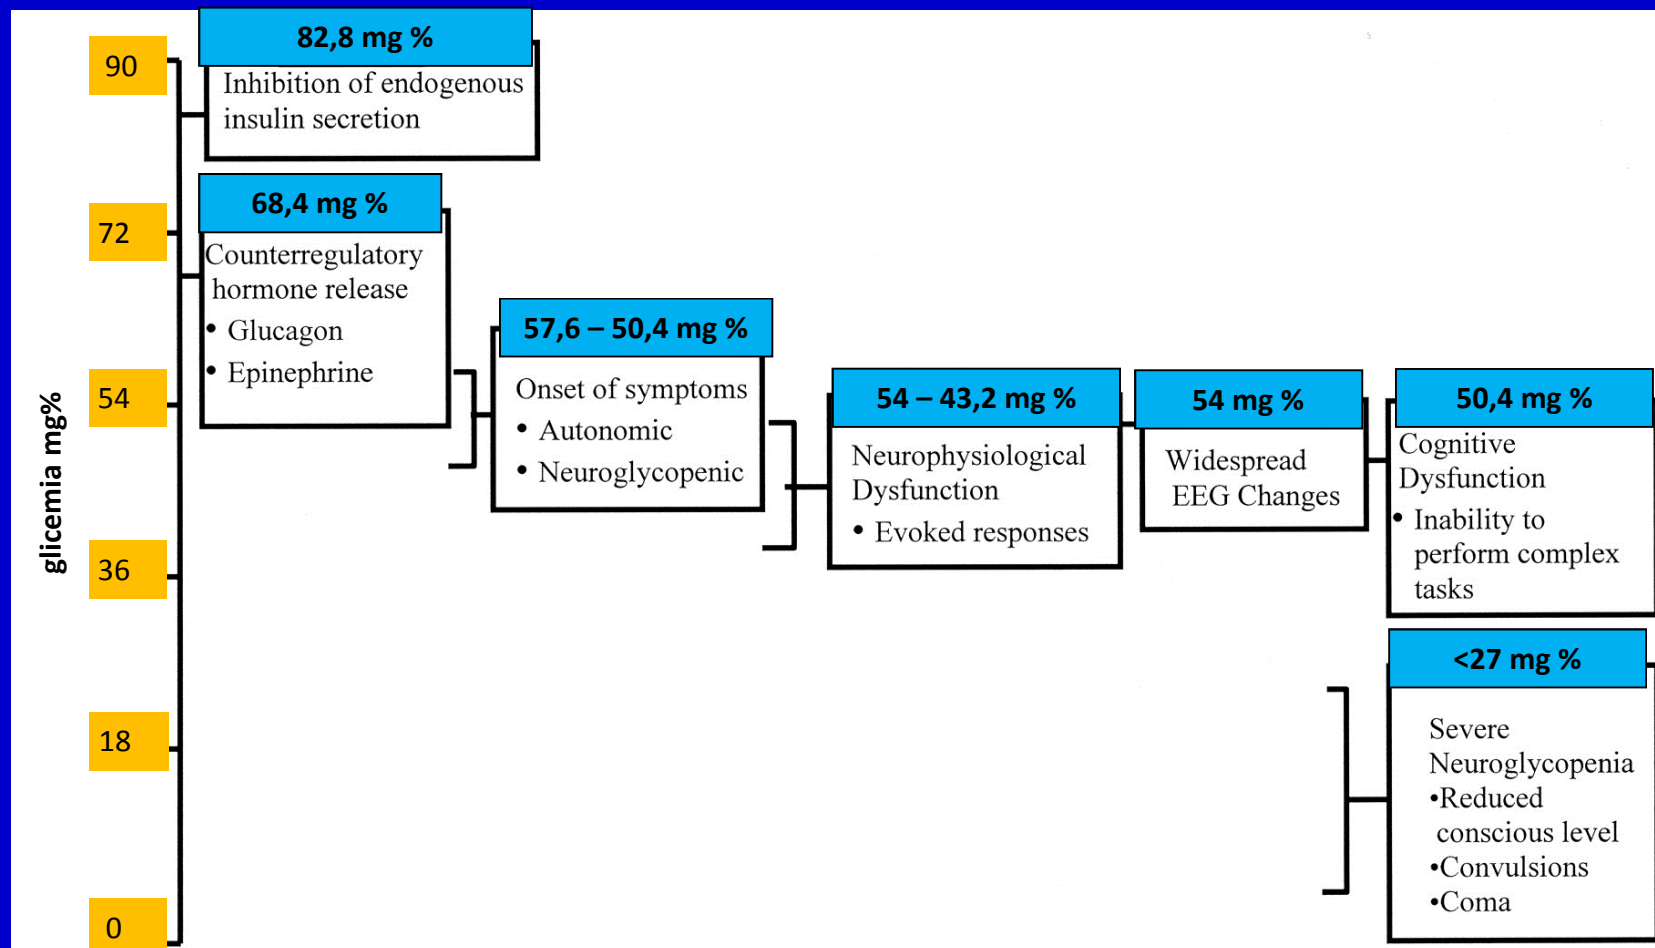 glicemia mg%
90
72
54
36
18
0
82,8 mg %
Inhibition of endogenous
insulin secretion
68,4 mg %
Counterregulatory
hormone release
• Glucagon
• Epinephrine
57,6 – 50,4 mg %
Onset of symptoms
• Autonomic
• Neuroglycopenic
54 – 43,2 mg %
Neurophysiological
Dysfunction
• Evoked responses
54 mg %
Widespread
EEG Changes
50,4 mg %
Cognitive
Dysfunction
• Inability to
perform complex
tasks
<27 mg %
Severe
Neuroglycopenia
•Reduced
conscious level
•Convulsions
•Coma